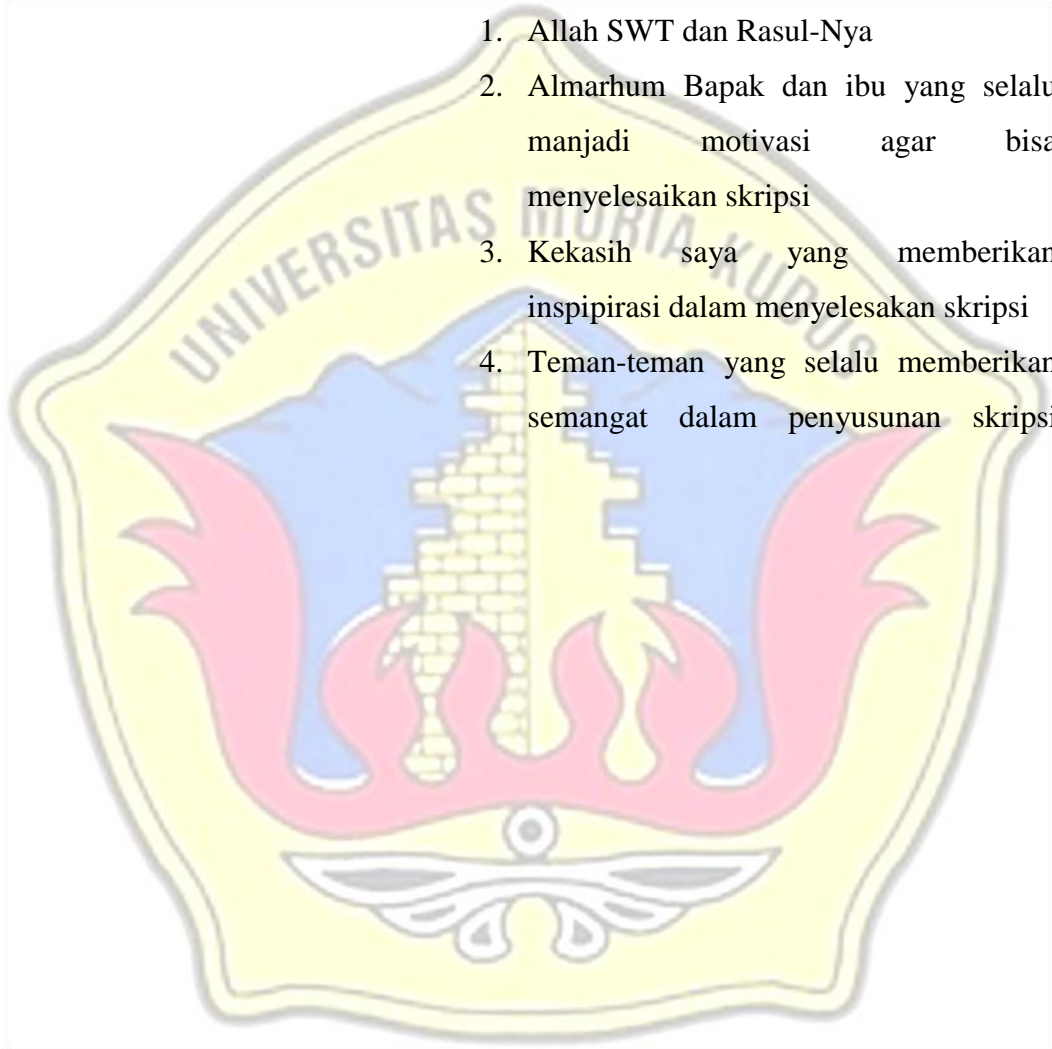 1. Allah SWT dan Rasul-Nya
2. Almarhum Bapak dan ibu yang selalu
manjadi motivasi agar bisa
menyelesaikan skripsi
UNIVERSITAS MURIA KUDUS
3. Kekasih saya yang memberikan
inspipirasi dalam menyelesakan skripsi
4. Teman-teman yang selalu memberikan
semangat dalam penyusunan skripsi